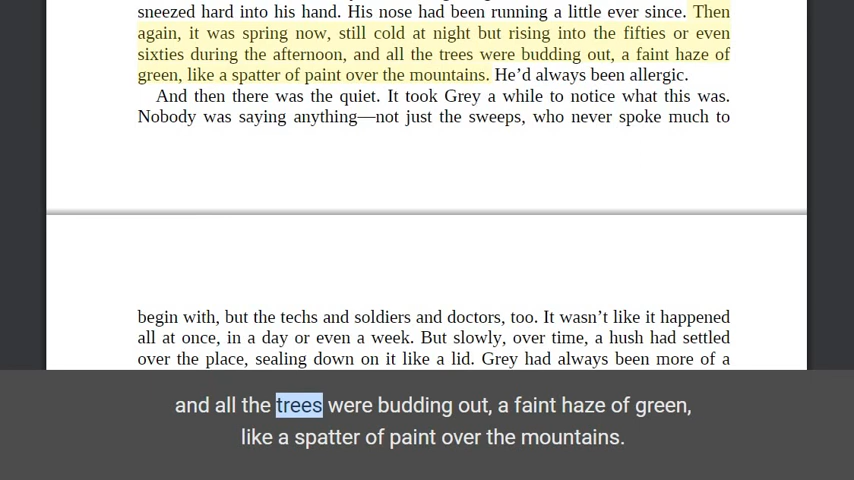 sneezed hard into his hand. His nose had been running a little ever since. Then
again, it was spring now, still cold at night but rising into the fifties or even
sixties during the afternoon, and all the trees were budding out, a faint haze of
green, like a spatter of paint over the mountains. He’d always been allergic.
And then there was the quiet. It took Grey a while to notice what this was.
Nobody was saying anything—not just the sweeps, who never spoke much to
begin with, but the techs and soldiers and doctors, too. It wasn’t like it happened
all at once, in a day or even a week. But slowly, over time, a hush had settled
over the place, sealing down on it like a lid. Grey had always been more of a
and all the trees were budding out, a faint haze of green,
like a spatter of paint over the mountains.